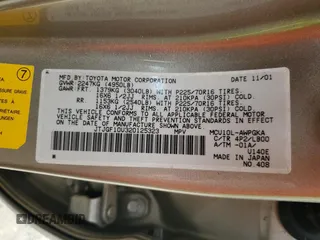 7
MFD. BY: TOYOTA MOTOR CORPORATION DATE 11/01
GVWR 2247KG (4950LB)
GAWR FRT 1379KG (3040LB) WITH P225/70R16 TIRES
16X6 1/2JJ RIMS, AT 210KPA (30PSI) COLD.
RR 1153KG (2540LB) WITH P225/70R16 TIRES
16X6 1/2JJ RIMS, AT 210KPA (30PSI) COLD.
THIS VEHICLE CONFORMS TO ALL APPLICABLE
FEDERAL MOTOR VEHICLE SAFETY, BUMPER, AND
THEFT PREVENTION STANDARDS IN EFFECT ON
THE DATE OF MANUFACTURE SHOWN ABOVE.
JTJGF10U320125323 MPV
MCU10L-AWPGKA
C/TR 4P2/LB00
A/TM -01A/
U140E
MADE IN JAPAN
NO.408
DREAMBID